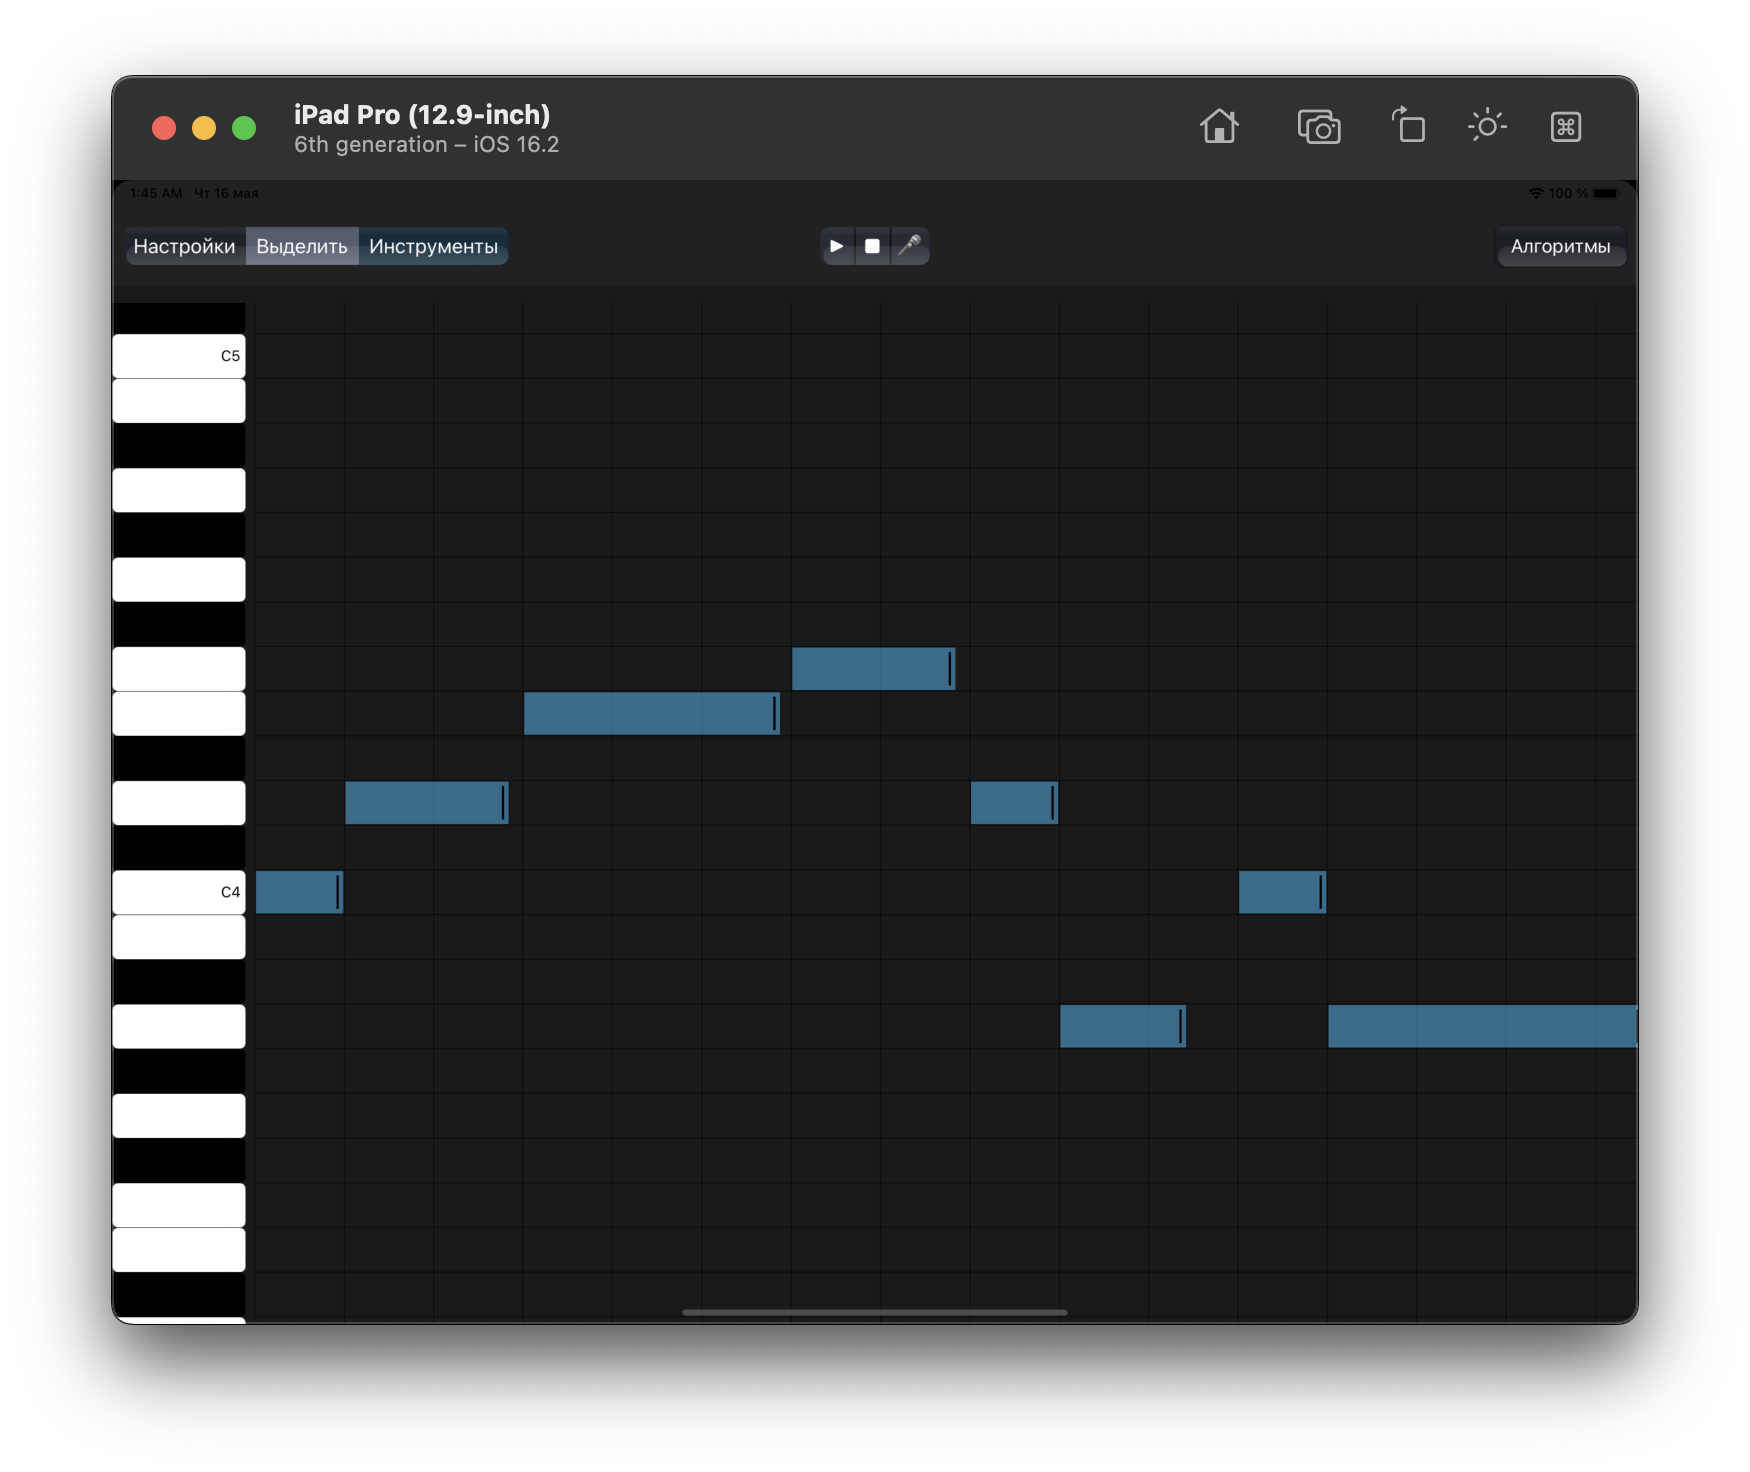 iPad Pro (12.9-inch)
6th generation – iOS 16.2
1:45 AM Чт 16 мая
100 %
Настройки Выделить Инструменты
Алгоритмы
C5
C4